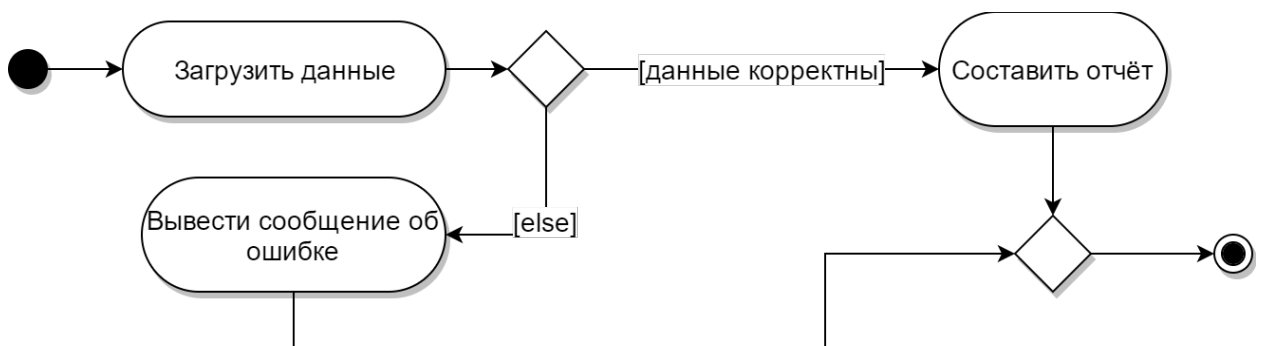 Загрузить данные
[данные корректны]
Составить отчёт
Вывести сообщение об
ошибке
[else]